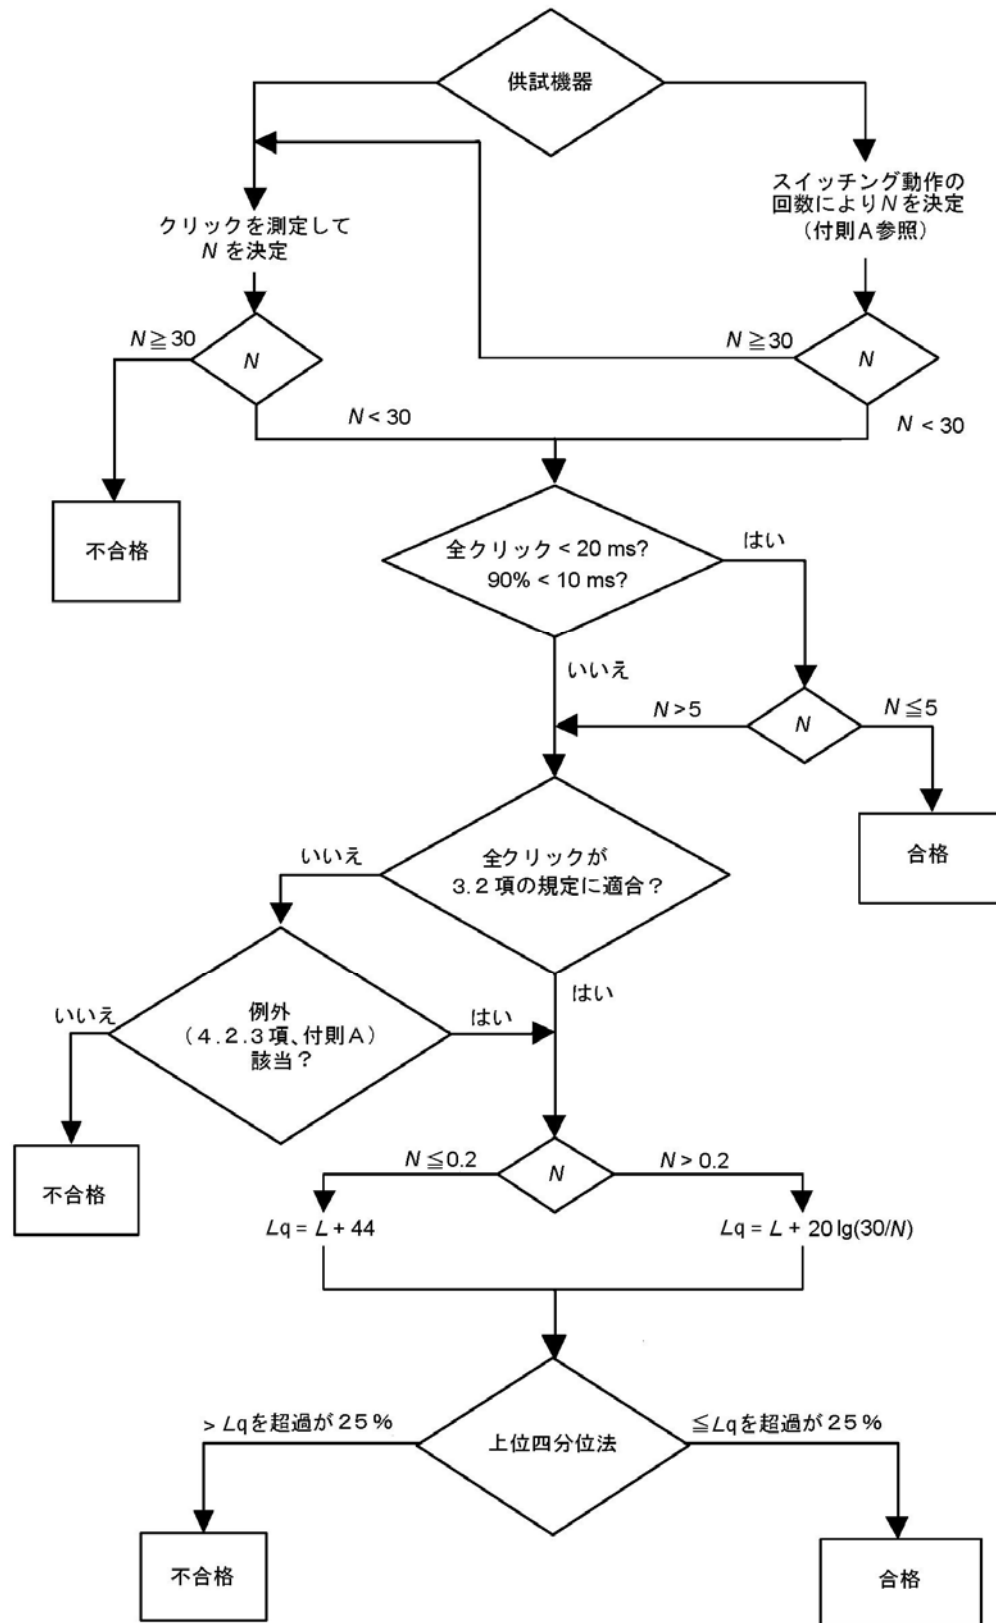 供試機器
スイッチング動作の
回数によりNを決定
(付則A参照)
クリックを測定して
N を決定
N≧30
N
N≧30
N
N < 30
N < 30
不合格
全クリック < 20 ms?
90% < 10 ms?
はい
いいえ
N > 5
N
N≦5
合格
いいえ
全クリックが
3.2項の規定に適合?
はい
いいえ
例外
(4.2.3項、付則A)
該当?
はい
不合格
N≦0.2
N
N > 0.2
Lq = L + 44
Lq = L + 20 lg(30/N)
> Lqを超過が25%
上位四分位法
≦Lqを超過が25%
不合格
合格